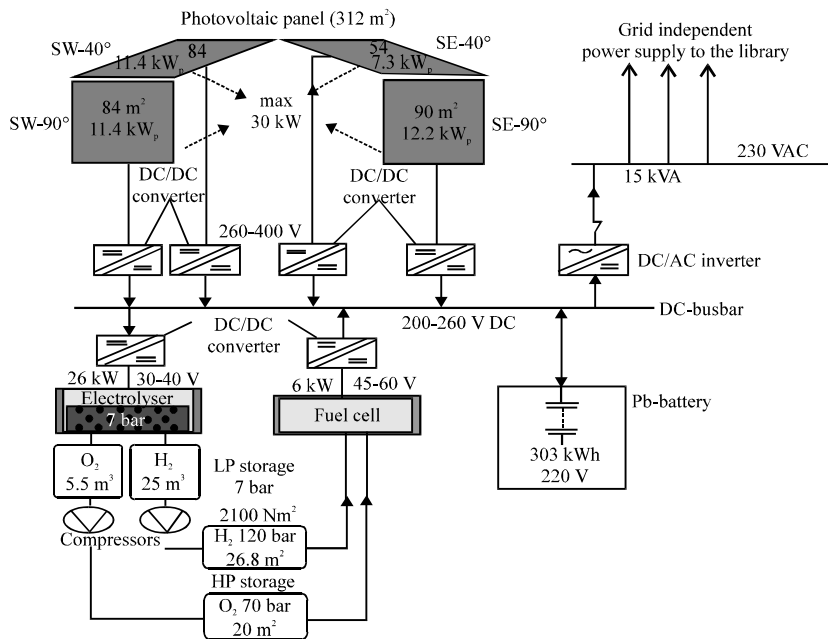 Photovoltaic panel (312 m²)
SW-40°
84
11.4 kWp
54
7.3 kWp
SE-40°
Grid independent
power supply to the library
SW-90°
84 m²
11.4 kWp
max
30 kW
90 m²
12.2 kWp
SE-90°
230 VAC
15 kVA
DC/DC
converter
DC/DC
converter
260-400 V
DC/AC inverter
DC-busbar
200-260 V DC
DC/DC
converter
26 kW
30-40 V
6 kW
45-60 V
Electrolyser
7 bar
Fuel cell
Pb-battery
303 kWh
220 V
O₂
5.5 m³
H₂
25 m³
LP storage
7 bar
Compressors
2100 Nm²
H₂ 120 bar
26.8 m²
HP storage
O₂ 70 bar
20 m²